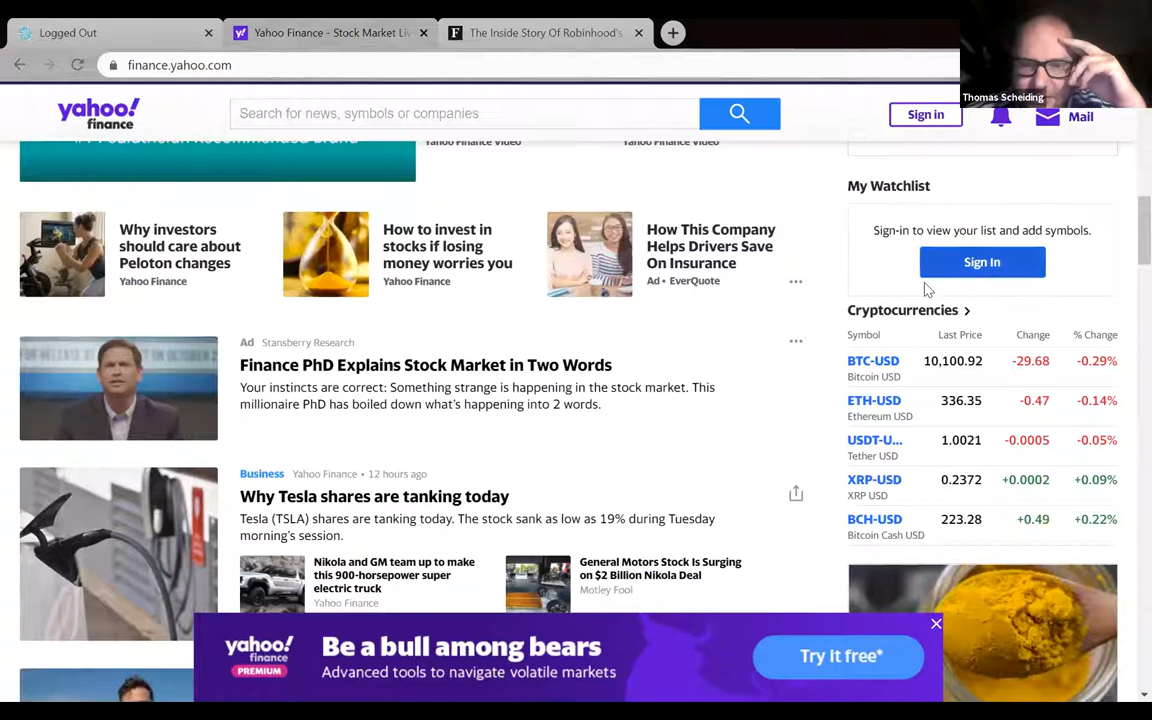 Logged Out
Yahoo Finance - Stock Market Liv
The Inside Story Of Robinhood's
finance.yahoo.com
Thomas Scheiding
yahoo!
finance
Search for news, symbols or companies
Sign in
Mail
Yahoo Finance Video
Yahoo Finance Video
Why investors
should care about
Peloton changes
Yahoo Finance
How to invest in
stocks if losing
money worries you
Yahoo Finance
How This Company
Helps Drivers Save
On Insurance
Ad • EverQuote
Ad Stansberry Research
Finance PhD Explains Stock Market in Two Words
Your instincts are correct: Something strange is happening in the stock market. This
millionaire PhD has boiled down what's happening into 2 words.
Business Yahoo Finance • 12 hours ago
Why Tesla shares are tanking today
Tesla (TSLA) shares are tanking today. The stock sank as low as 19% during Tuesday
morning's session.
Nikola and GM team up to make
this 900-horsepower super
electric truck
Yahoo Finance
General Motors Stock Is Surging
on $2 Billion Nikola Deal
Motley Fool
My Watchlist
Sign-in to view your list and add symbols.
Sign In
Cryptocurrencies
Symbol Last Price Change % Change
BTC-USD 10,100.92 -29.68 -0.29%
Bitcoin USD
ETH-USD 336.35 -0.47 -0.14%
Ethereum USD
USDT-U... 1.0021 -0.0005 -0.05%
Tether USD
XRP-USD 0.2372 +0.0002 +0.09%
XRP USD
BCH-USD 223.28 +0.49 +0.22%
Bitcoin Cash USD
yahoo!
finance
PREMIUM
Be a bull among bears
Advanced tools to navigate volatile markets
Try it free*